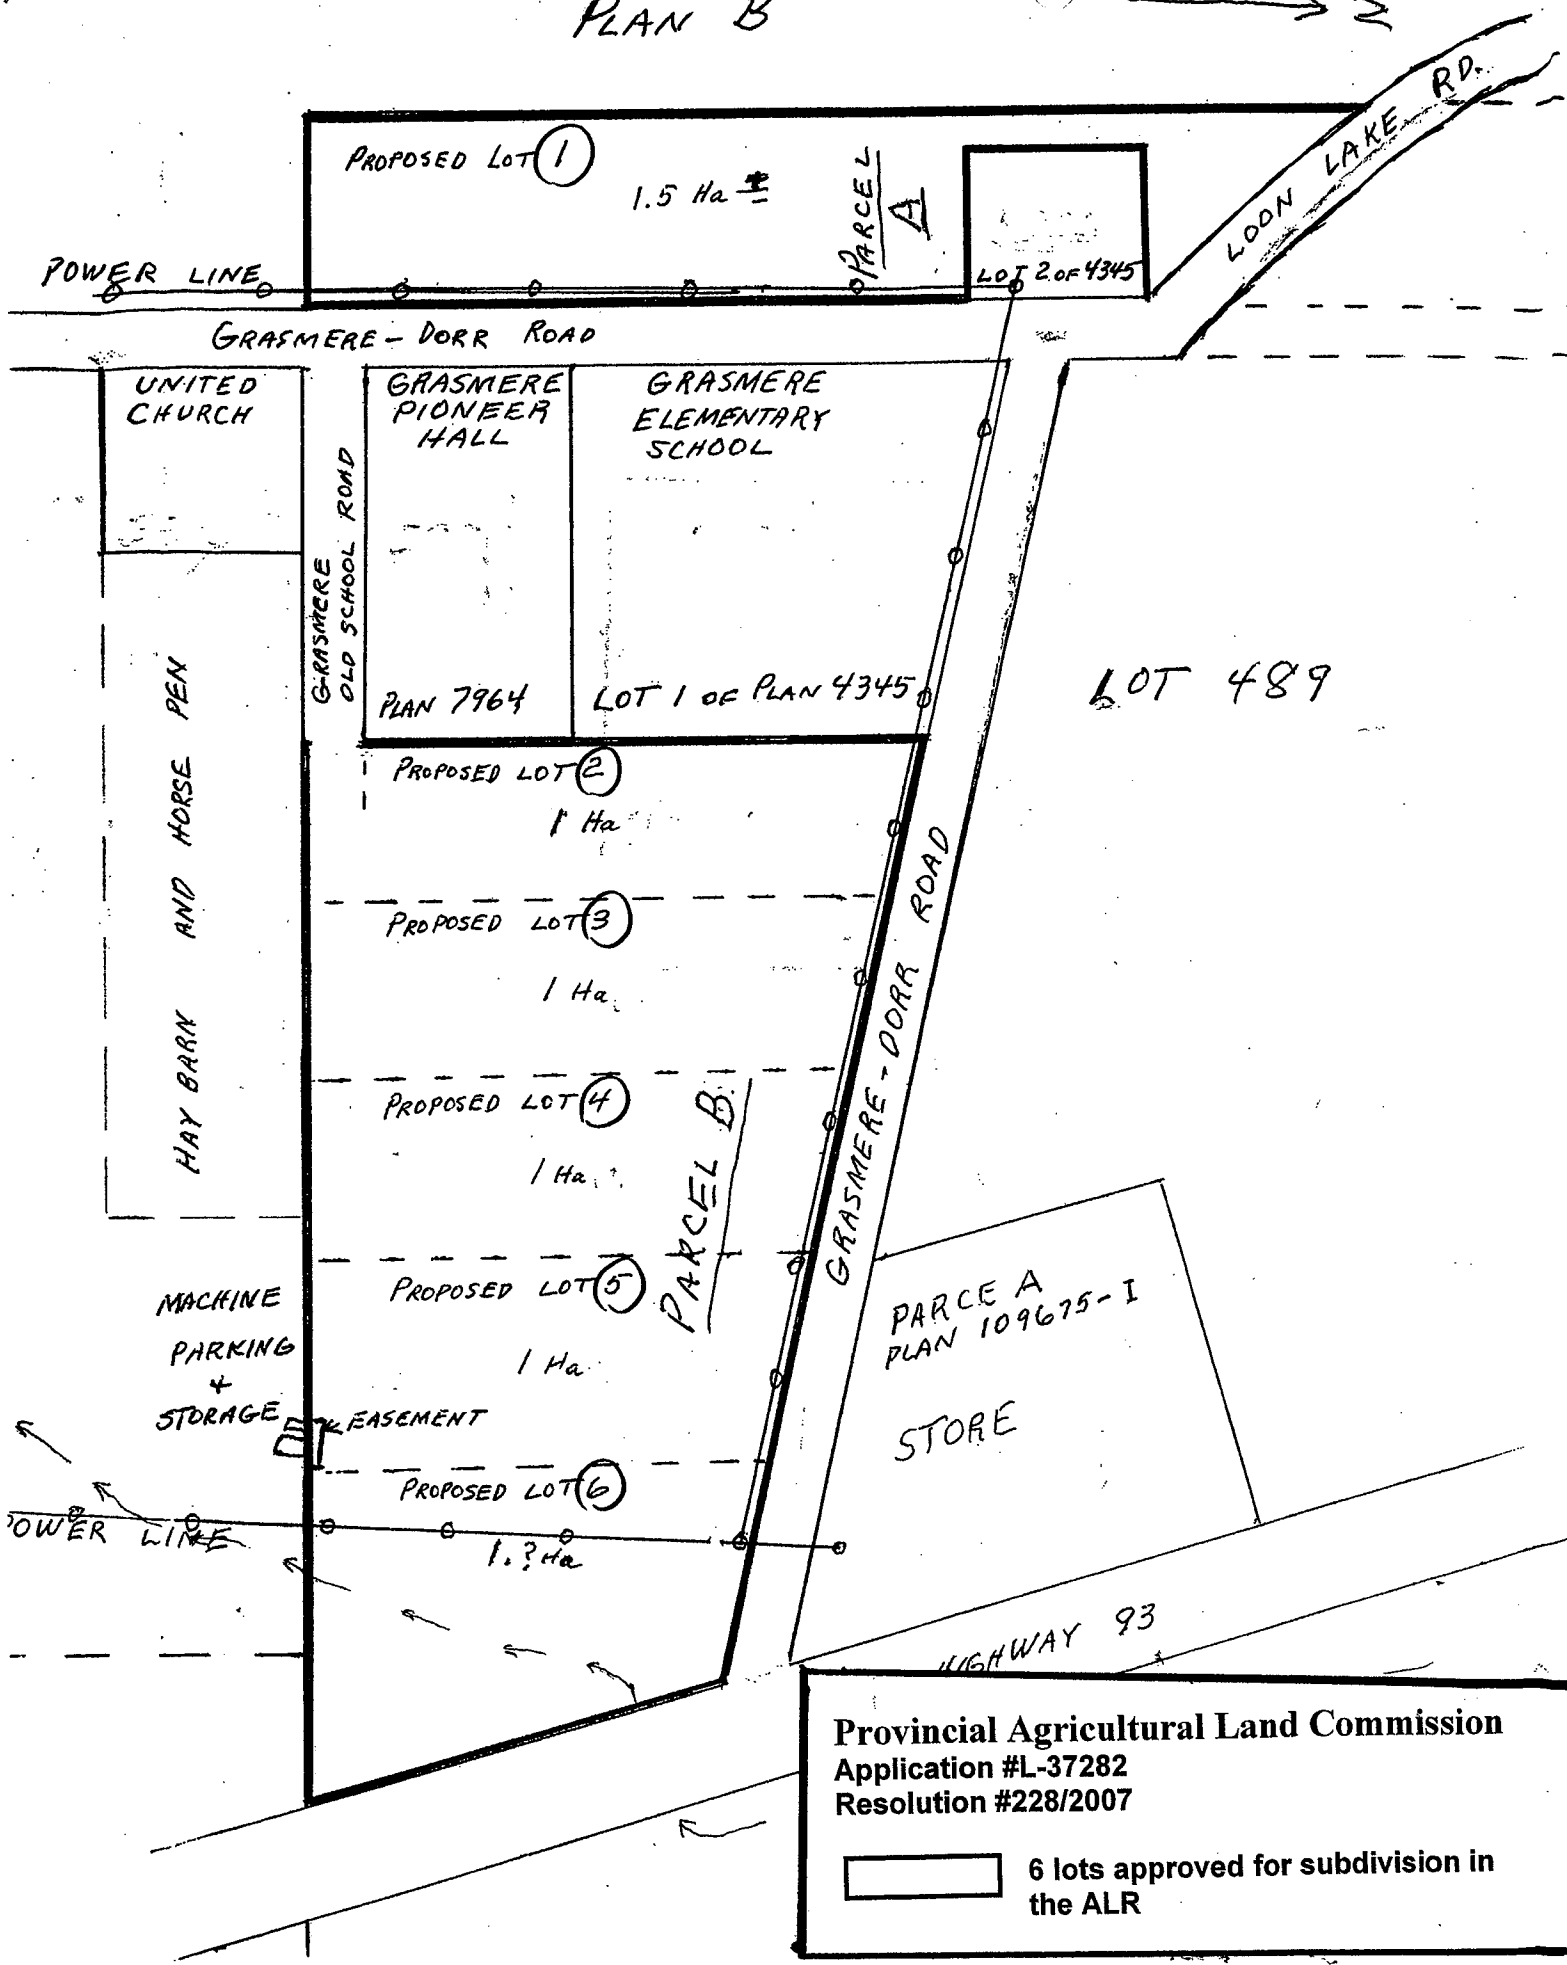 PLAN B
N
LOON LAKE RD.
PROPOSED LOT 1
1.5 Ha ±
PARCEL
A
POWER LINE
LOT 2 OF 4345
GRASMERE - DORR ROAD
UNITED
CHURCH
GRASMERE
OLD SCHOOL ROAD
GRASMERE
PIONEER
HALL
GRASMERE
ELEMENTARY
SCHOOL
PLAN 7964
LOT 1 OF PLAN 4345
LOT 489
HAY BARN AND HORSE PEN
PROPOSED LOT 2
1 Ha
PROPOSED LOT 3
1 Ha
PROPOSED LOT 4
1 Ha
PARCEL B
GRASMERE - DORR ROAD
PROPOSED LOT 5
1 Ha
MACHINE
PARKING
+
STORAGE
EASEMENT
PARCE A
PLAN 109675-I
STORE
PROPOSED LOT 6
1.? Ha
POWER LINE
HIGHWAY 93
Provincial Agricultural Land Commission
Application #L-37282
Resolution #228/2007
6 lots approved for subdivision in
the ALR